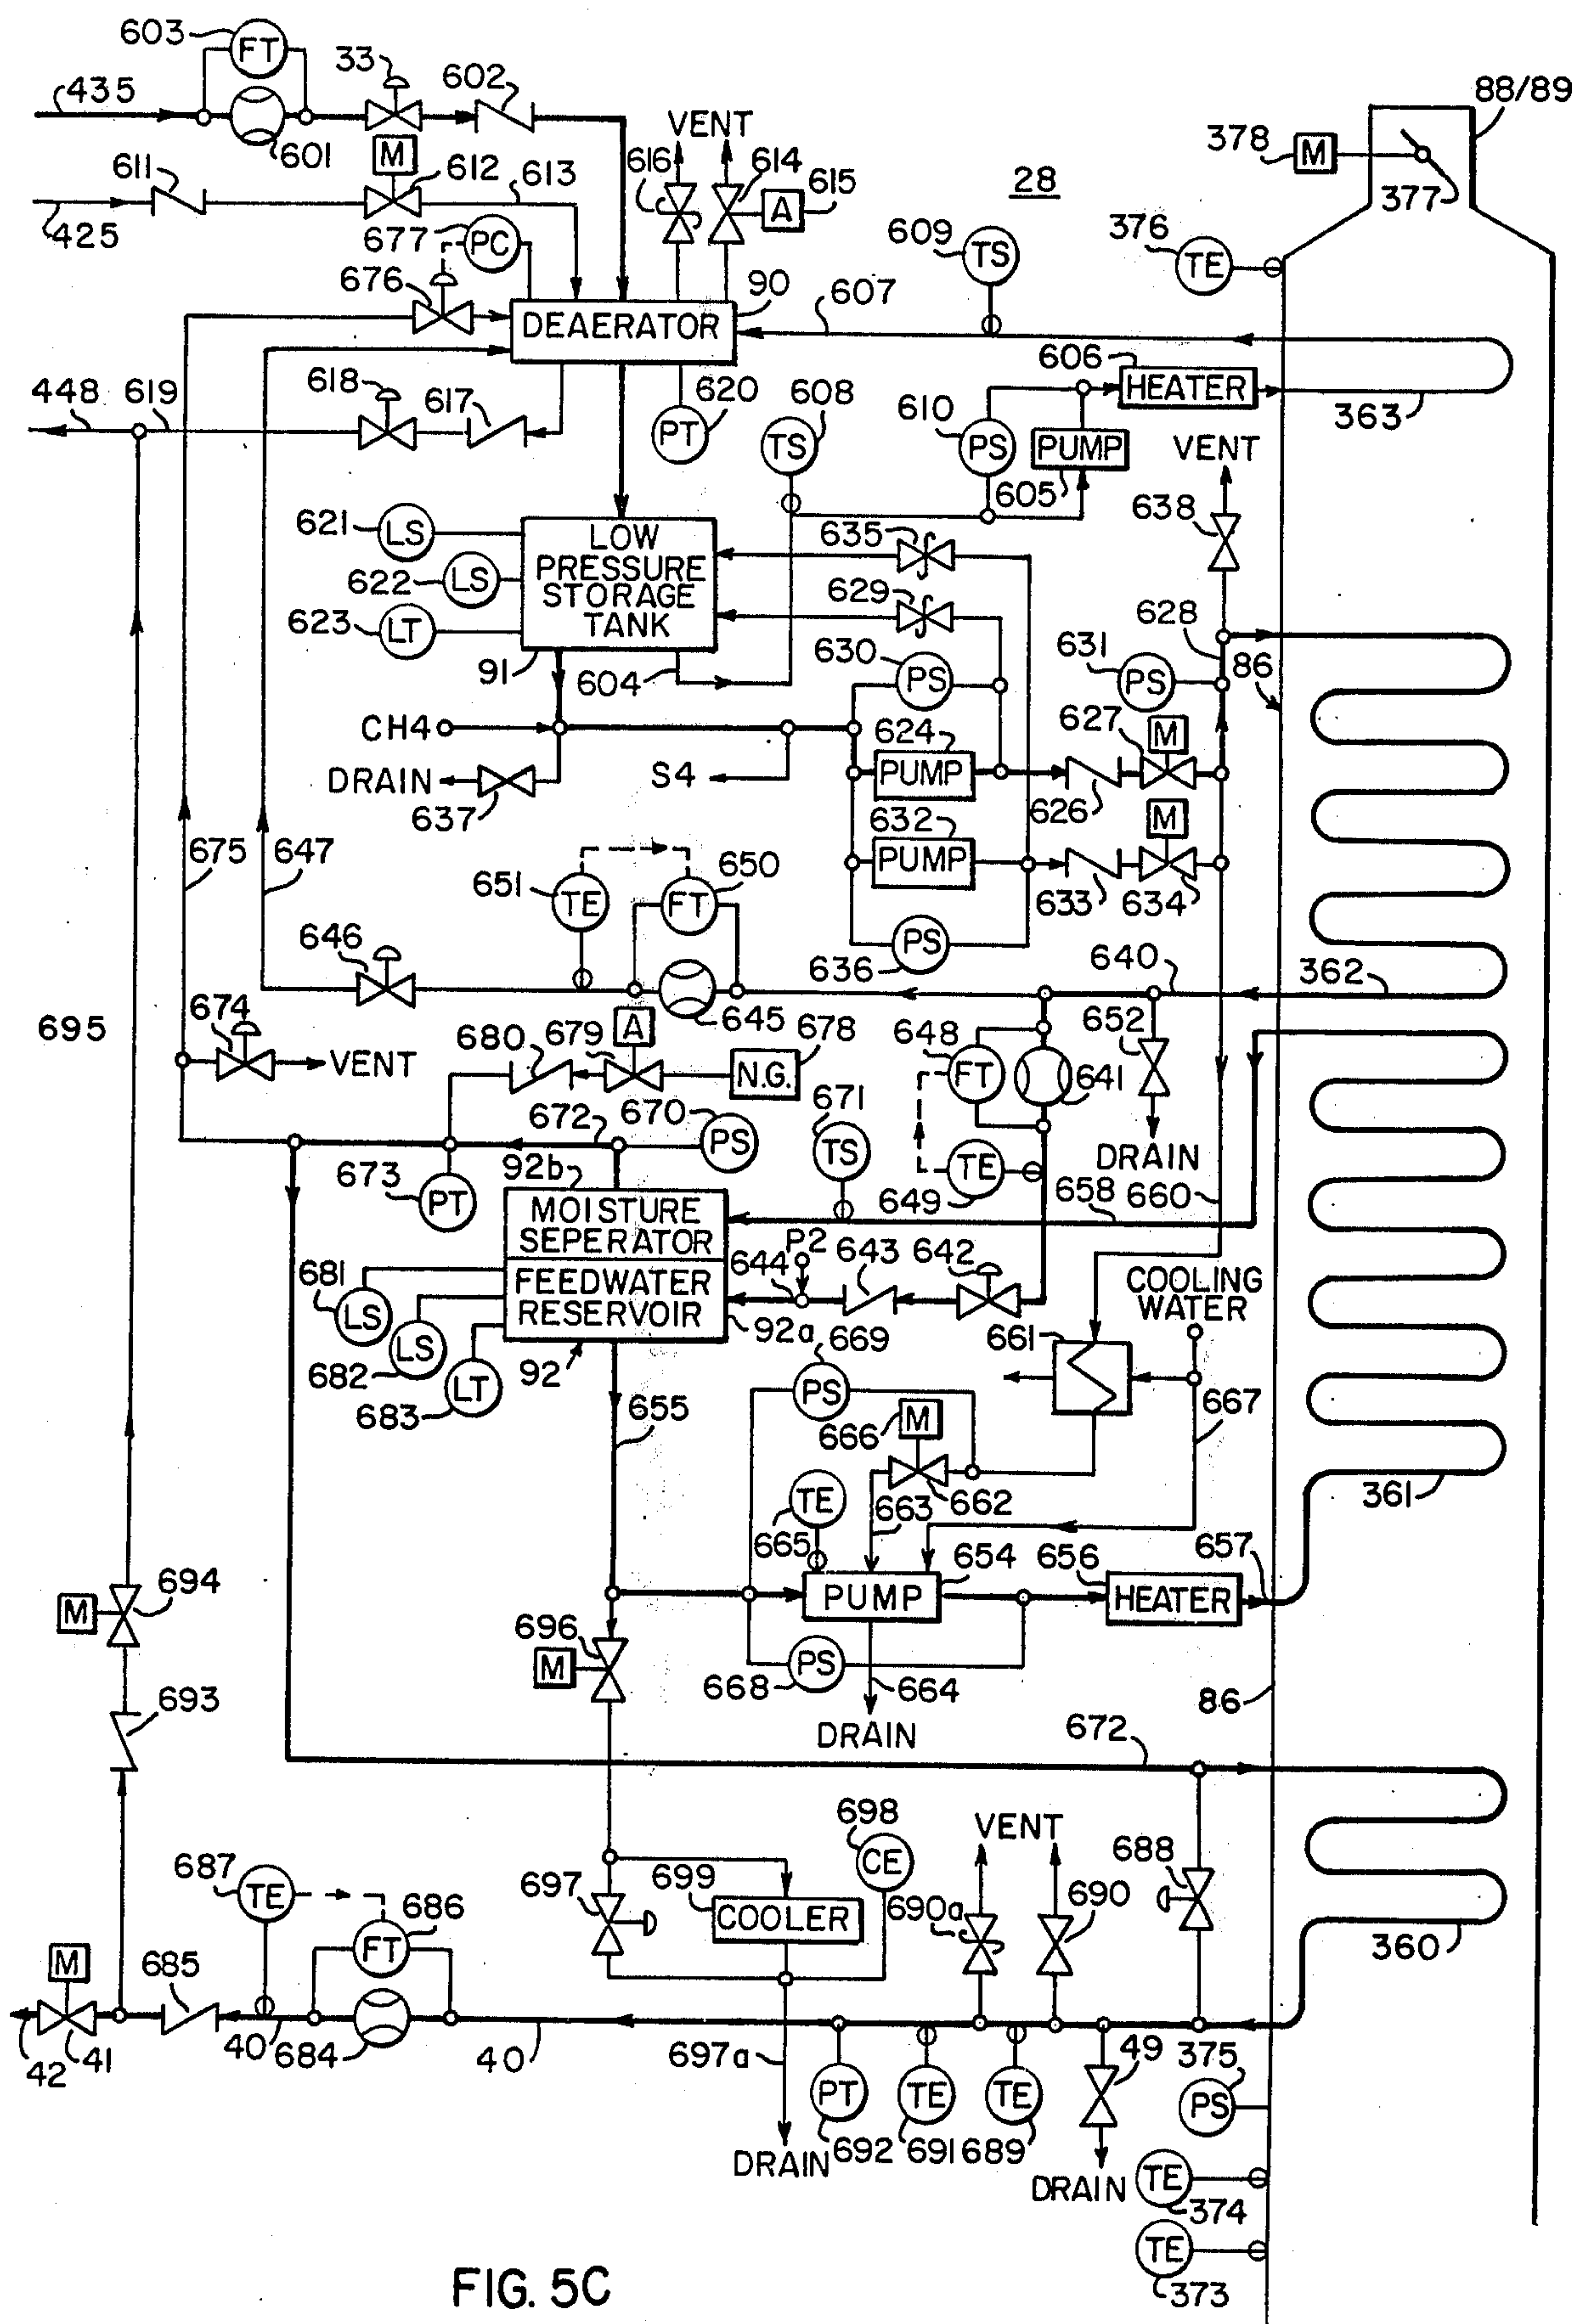 603
FT
33
602
88/89
435
VENT
601
M
616
614
378
M
611
612
613
28
A
615
377
425
677
PC
609
TS
376
TE
676
90
DEAERATOR
607
606
HEATER
448
619
618
617
620
608
610
363
PT
TS
PS
PUMP
VENT
605
621
LS
LOW
PRESSURE
STORAGE
TANK
635
638
622
LS
629
623
LT
628
630
631
86
91
604
PS
PS
CH4
624
627
M
DRAIN
PUMP
S4
637
632
626
M
675
647
PUMP
651
650
633
634
TE
FT
646
PS
636
640
362
695
645
674
A
678
648
652
VENT
680
679
N.G.
FT
641
672
670
671
PS
TS
DRAIN
92b
TE
673
PT
649
658
660
MOISTURE
SEPERATOR
P2
643
642
COOLING
WATER
681
644
LS
FEEDWATER
RESERVOIR
92a
669
661
LS
682
92
PS
LT
683
655
M
666
667
TE
663
662
361
665
654
656
657
PUMP
HEATER
694
M
696
M
PS
668
664
693
86
DRAIN
672
698
VENT
687
CE
688
TE
697
699
690a
690
686
COOLER
360
M
685
FT
40
684
40
697a
49
375
42
41
PT
TE
TE
PS
692
691
689
DRAIN
DRAIN
TE
374
TE
373
FIG. 5C